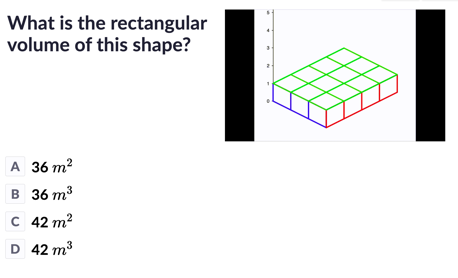 What is the rectangular
volume of this shape?
5
4
3
2
1
0
A 36 m²
B 36 m³
C 42 m²
D 42 m³